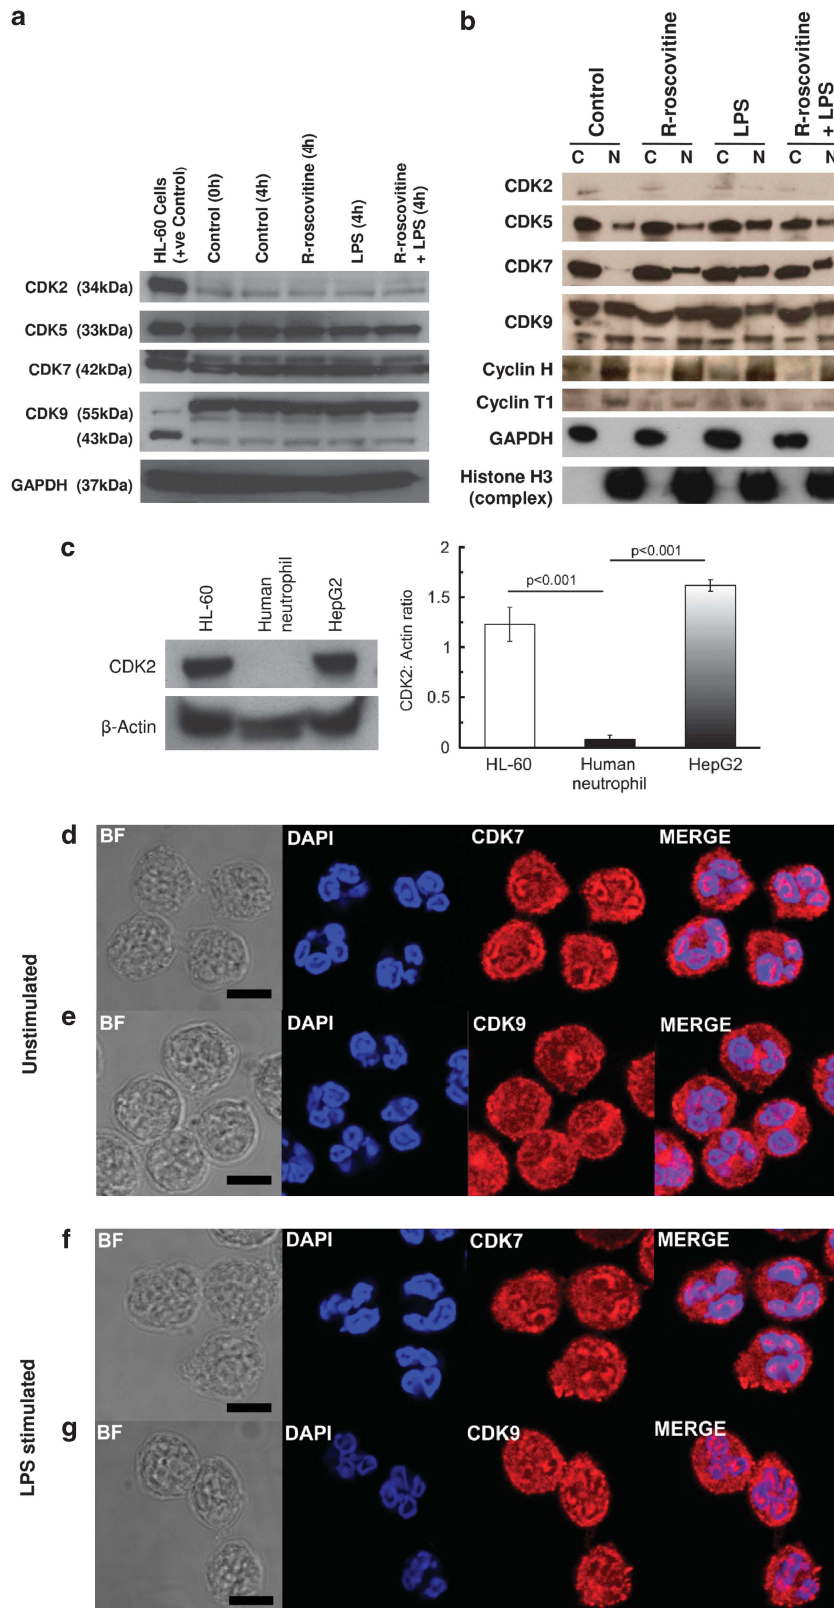 a
HL-60 Cells
(+ve Control)
Control (0h)
Control (4h)
R-roscovitine (4h)
LPS (4h)
R-roscovitine
+ LPS (4h)
CDK2 (34kDa)
CDK5 (33kDa)
CDK7 (42kDa)
CDK9 (55kDa)
(43kDa)
GAPDH (37kDa)
b
Control
R-roscovitine
LPS
R-roscovitine
+ LPS
C N C N C N C N
CDK2
CDK5
CDK7
CDK9
Cyclin H
Cyclin T1
GAPDH
Histone H3
(complex)
c
HL-60
Human
neutrophil
HepG2
CDK2
β-Actin
CDK2: Actin ratio
2
1.5
1
0.5
0
p<0.001
p<0.001
HL-60
Human
neutrophil
HepG2
Unstimulated
d
BF
DAPI
CDK7
MERGE
e
BF
DAPI
CDK9
MERGE
LPS stimulated
f
BF
DAPI
CDK7
MERGE
g
BF
DAPI
CDK9
MERGE